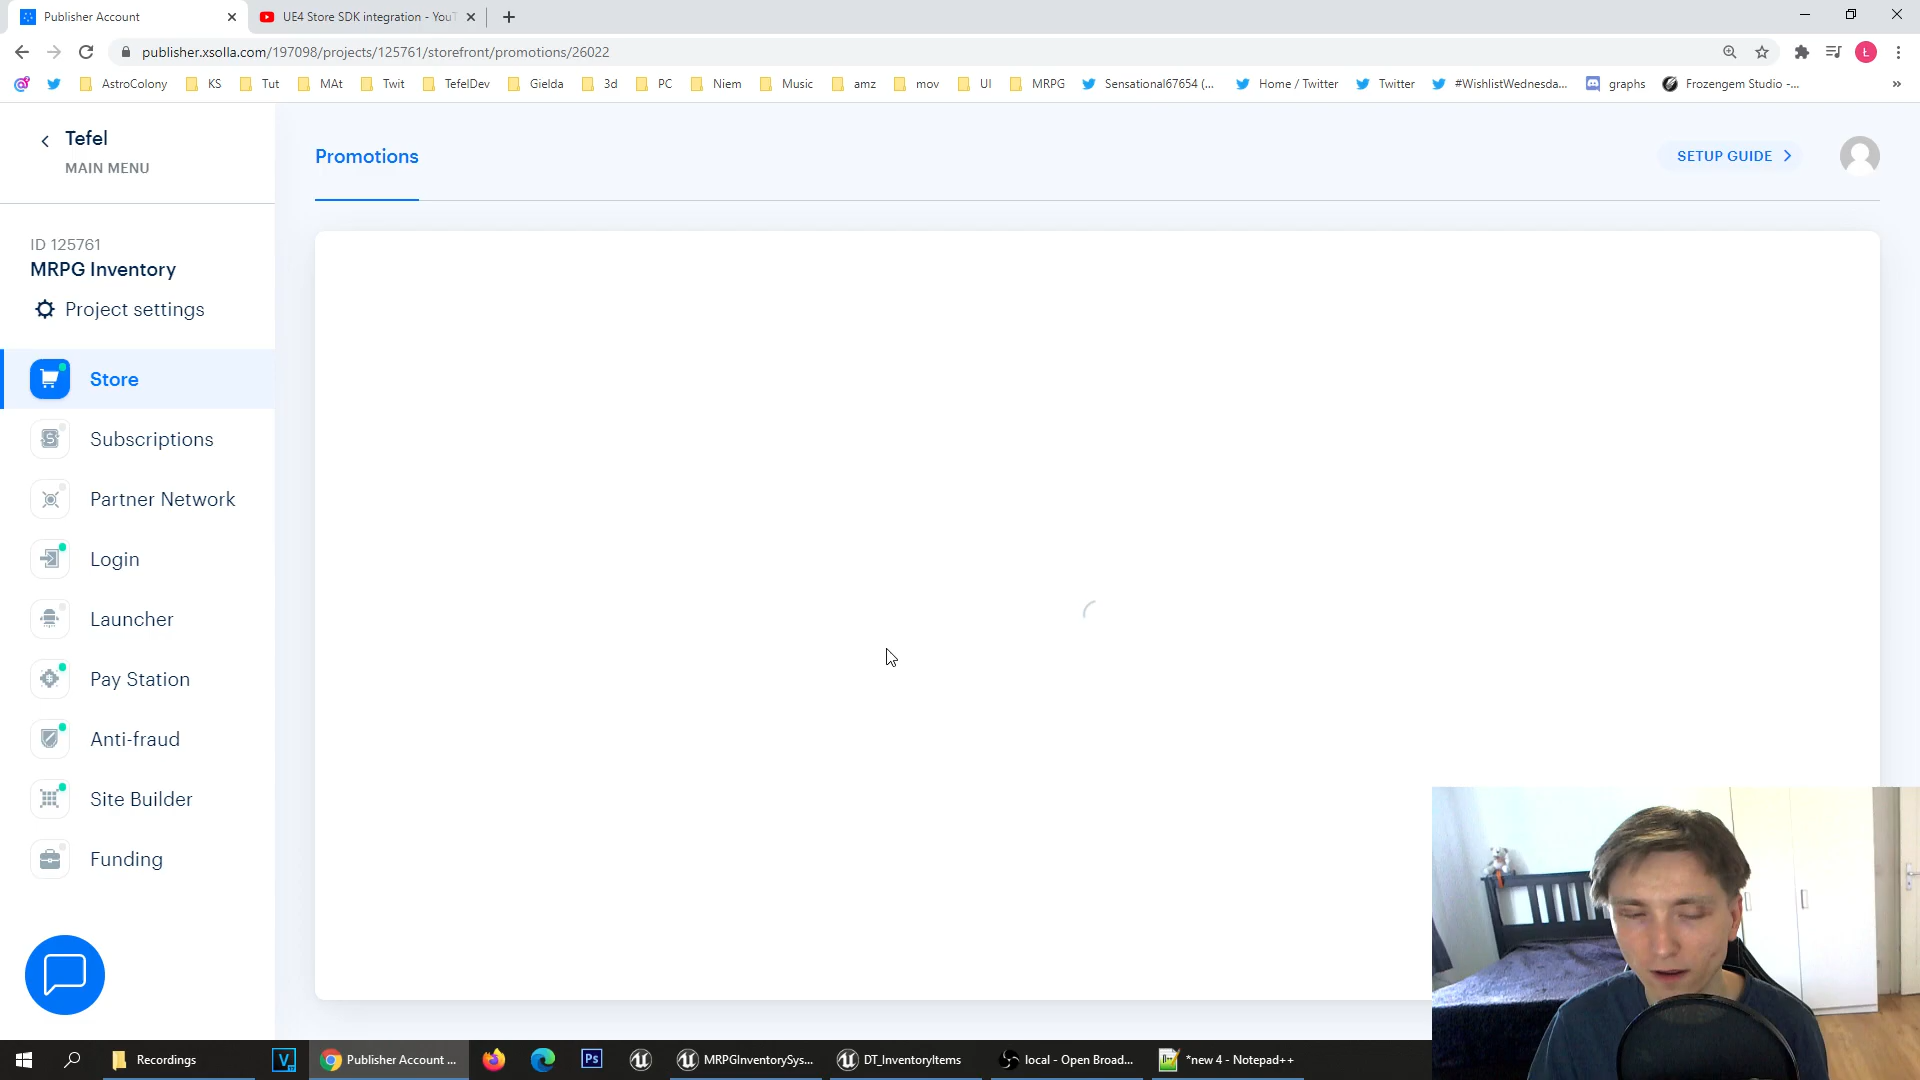 Publisher Account
UE4 Store SDK integration - You
publisher.xsolla.com/197098/projects/125761/storefront/promotions/26022
AstroColony KS Tut MAt Twit TefelDev Gielda 3d PC Niem Music amz mov UI MRPG Sensational67654 (... Home / Twitter Twitter #WishlistWednesda... graphs Frozengem Studio -...
Tefel
MAIN MENU
Promotions
SETUP GUIDE
ID 125761
MRPG Inventory
Project settings
Store
Subscriptions
Partner Network
Login
Launcher
Pay Station
Anti-fraud
Site Builder
Funding
Recordings Publisher Account ... Ps MRPGInventorySys... DT_InventoryItems local - Open Broad... *new 4 - Notepad++